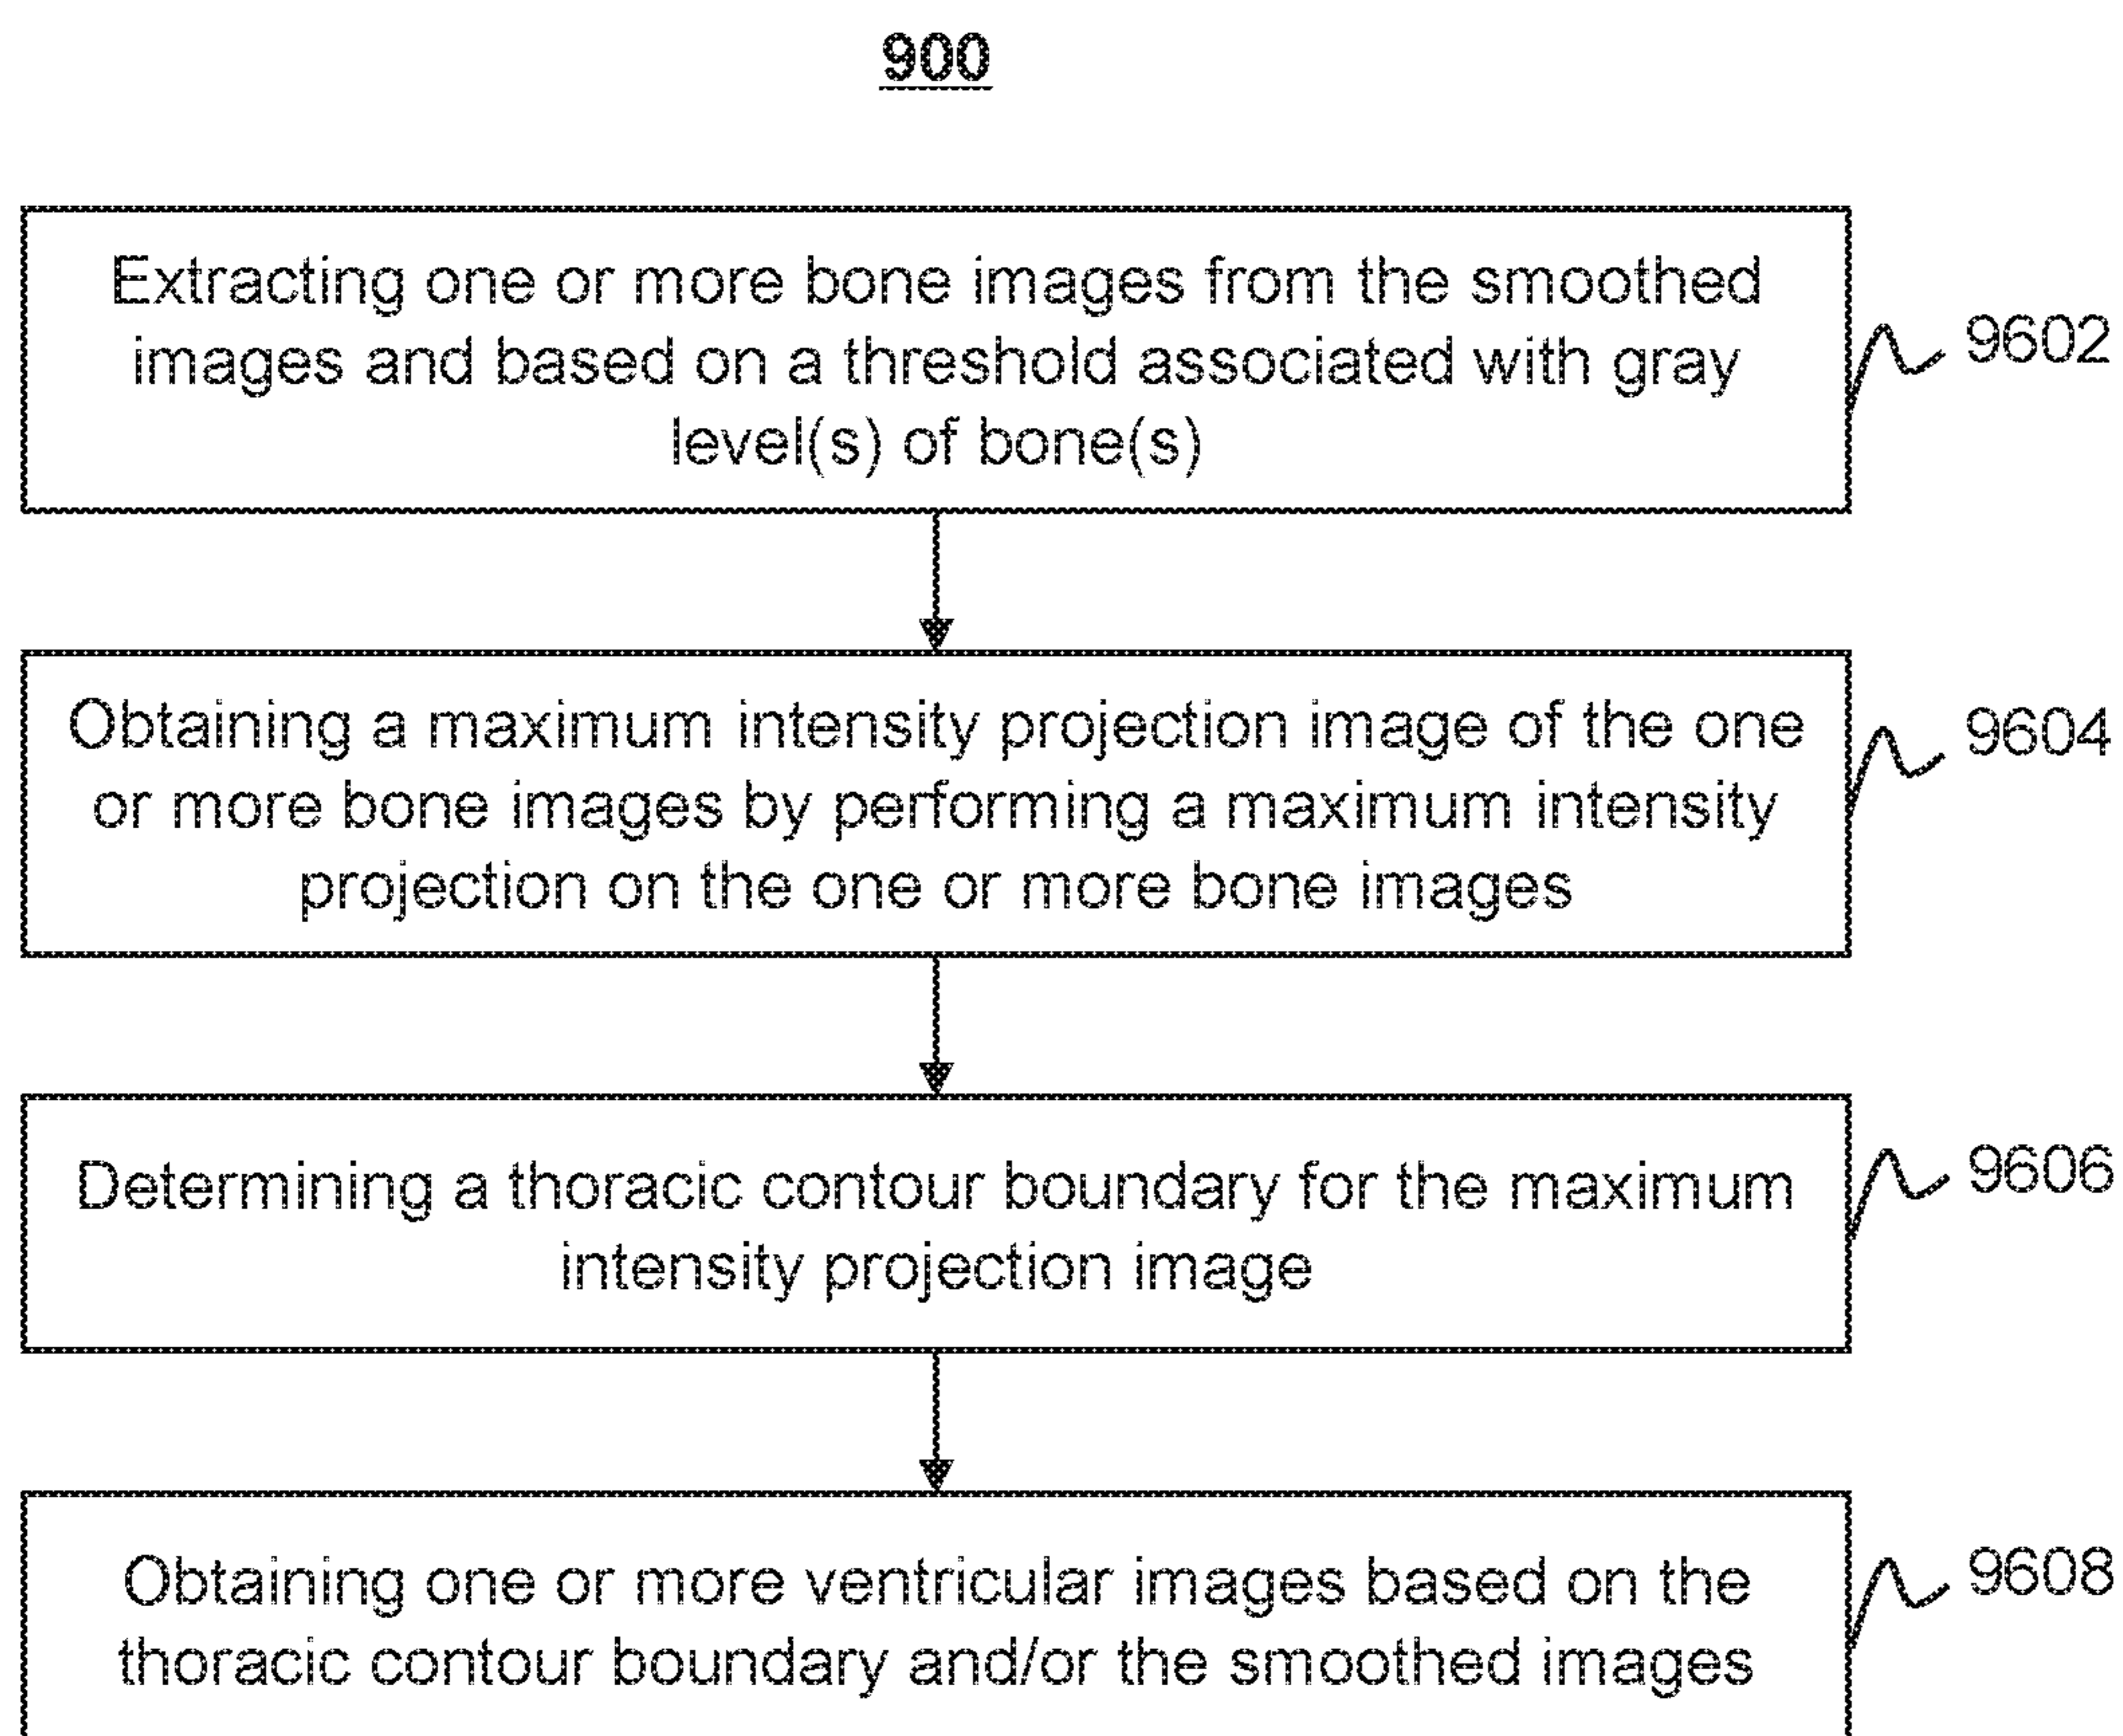 900
Extracting one or more bone images from the smoothed
images and based on a threshold associated with gray
level(s) of bone(s)
9602
Obtaining a maximum intensity projection image of the one
or more bone images by performing a maximum intensity
projection on the one or more bone images
9604
Determining a thoracic contour boundary for the maximum
intensity projection image
9606
Obtaining one or more ventricular images based on the
thoracic contour boundary and/or the smoothed images
9608